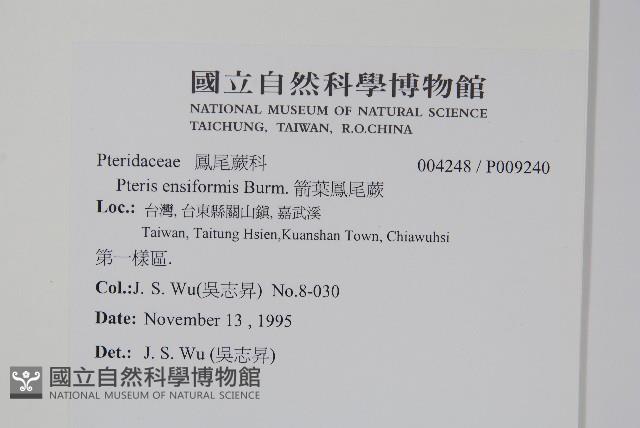 國立自然科學博物館
NATIONAL MUSEUM OF NATURAL SCIENCE
TAICHUNG, TAIWAN, R.O.CHINA
Pteridaceae 鳳尾蕨科 004248 / P009240
Pteris ensiformis Burm. 箭葉鳳尾蕨
Loc.: 台灣, 台東縣關山鎮, 嘉武溪
Taiwan, Taitung Hsien,Kuanshan Town, Chiawuhsi
第一樣區.
Col.:J. S. Wu(吳志昇) No.8-030
Date: November 13 , 1995
Det.: J. S. Wu (吳志昇)
國立自然科學博物館
NATIONAL MUSEUM OF NATURAL SCIENCE